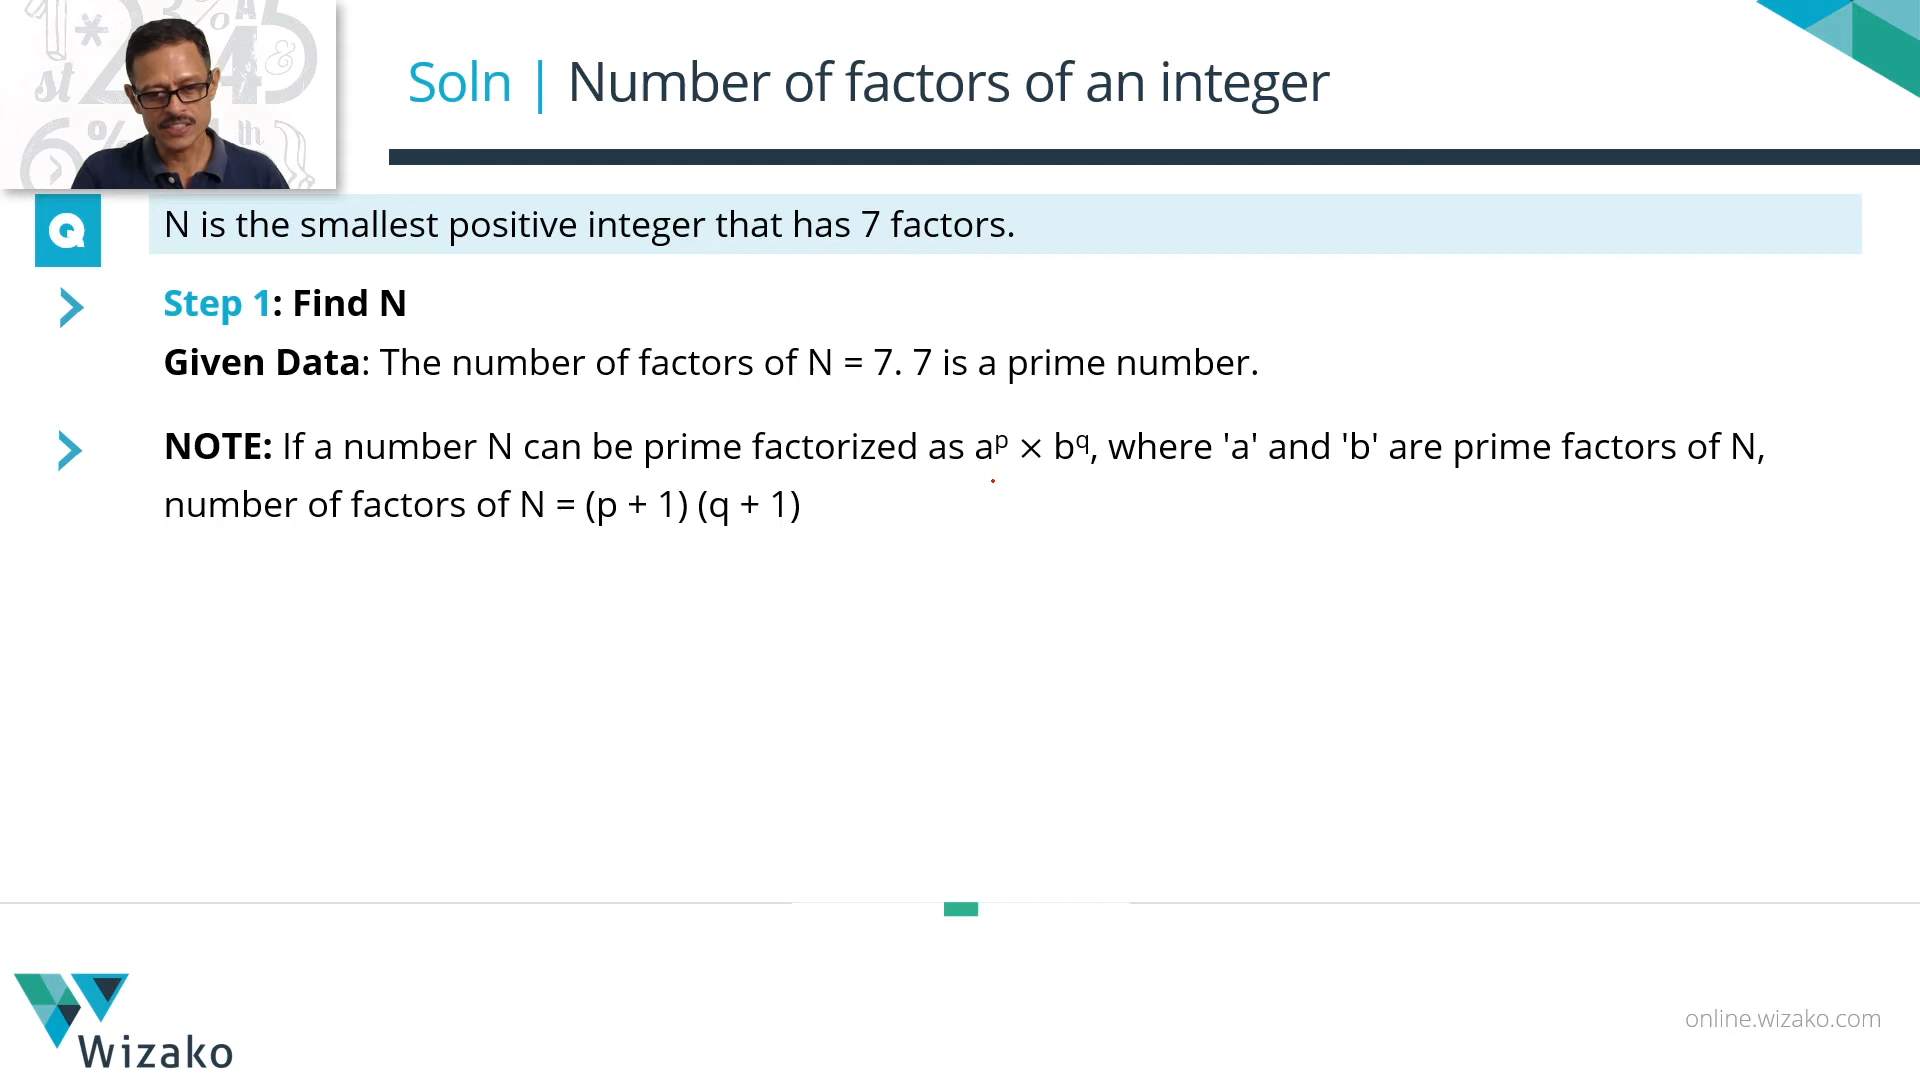 Soln | Number of factors of an integer
Q
N is the smallest positive integer that has 7 factors.
Step 1: Find N
Given Data: The number of factors of N = 7. 7 is a prime number.
NOTE: If a number N can be prime factorized as aᵖ × b^q, where 'a' and 'b' are prime factors of N,
number of factors of N = (p + 1) (q + 1)
Wizako
online.wizako.com